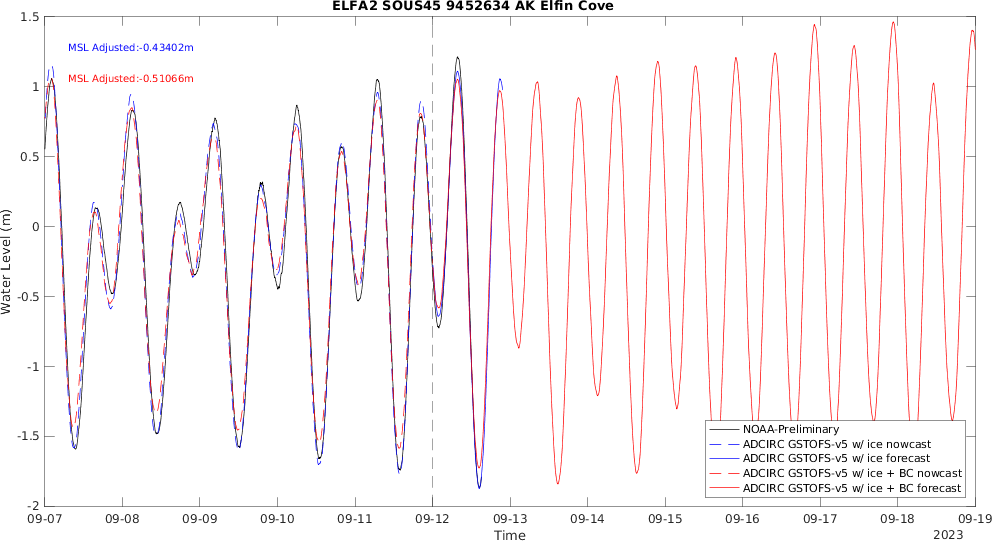 ELFA2 SOUS45 9452634 AK Elfin Cove
MSL Adjusted:-0.43402m
MSL Adjusted:-0.51066m
1.5
1
0.5
0
-0.5
-1
-1.5
-2
Water Level (m)
NOAA-Preliminary
ADCIRC GSTOFS-v5 w/ ice nowcast
ADCIRC GSTOFS-v5 w/ ice forecast
ADCIRC GSTOFS-v5 w/ ice + BC nowcast
ADCIRC GSTOFS-v5 w/ ice + BC forecast
09-07 09-08 09-09 09-10 09-11 09-12 09-13 09-14 09-15 09-16 09-17 09-18 09-19
Time
2023